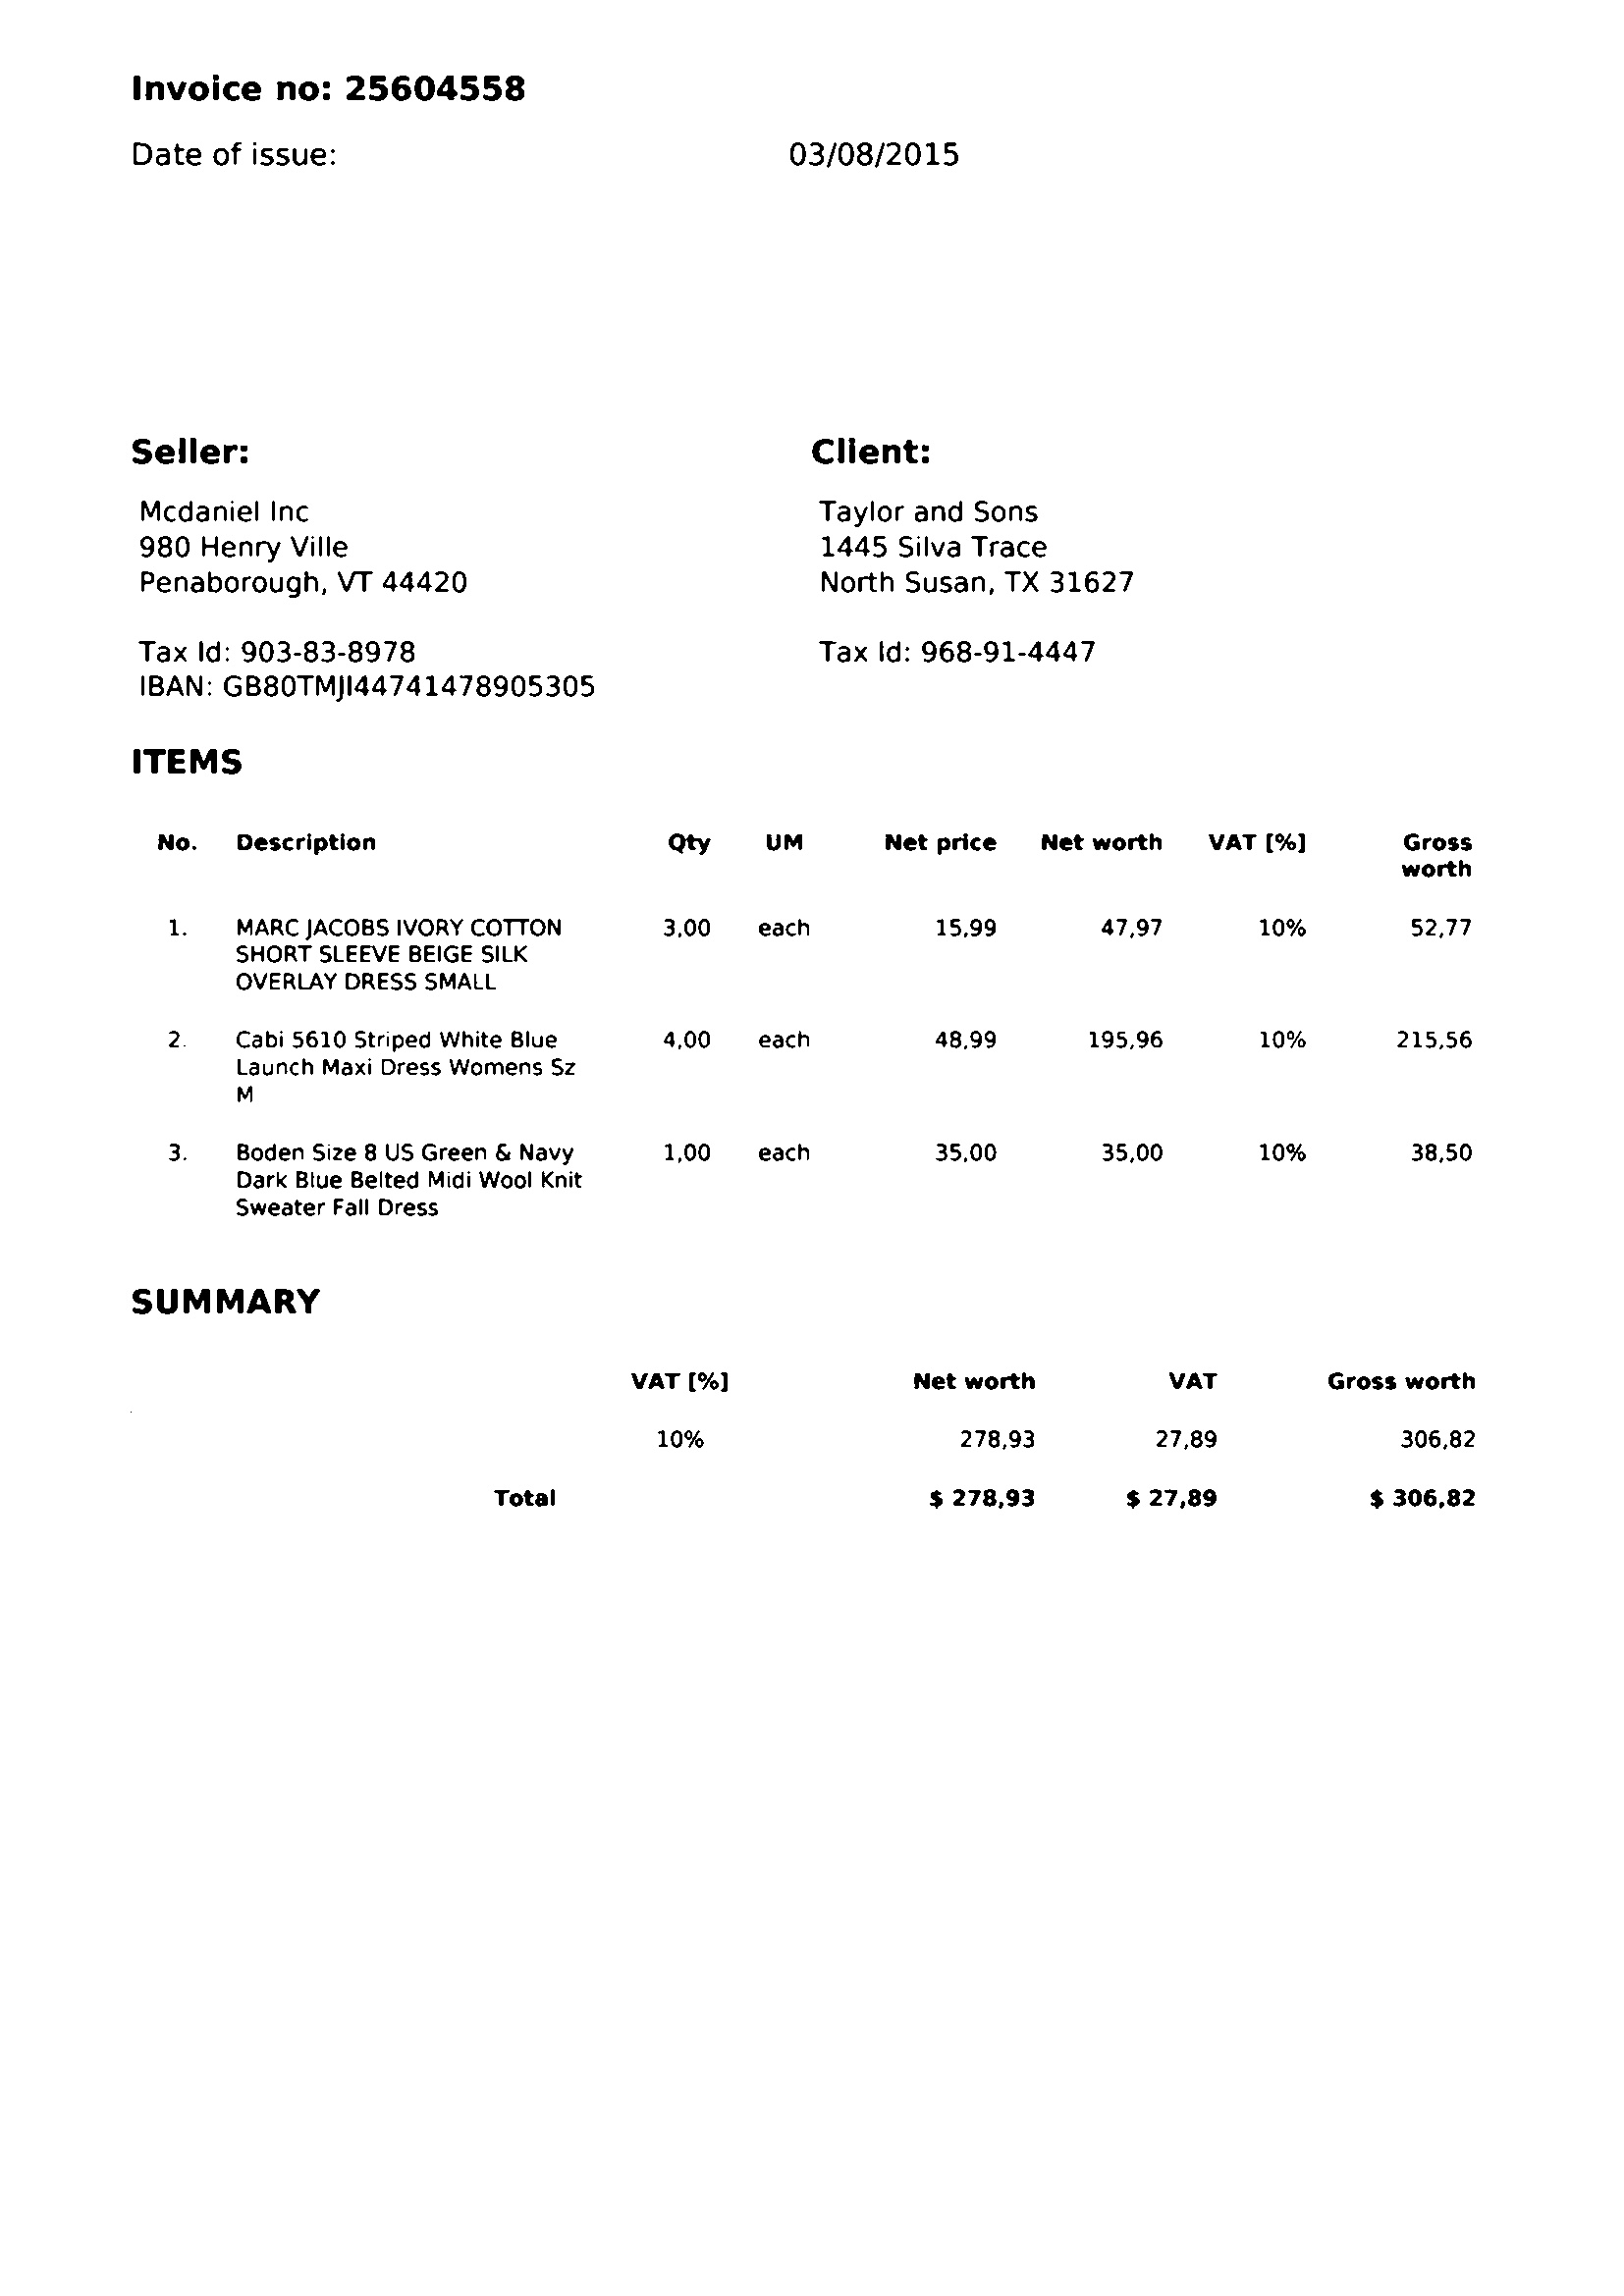 Invoice no: 25604558
Date of issue: 03/08/2015
Seller: Client:
Mcdaniel Inc Taylor and Sons
980 Henry Ville 1445 Silva Trace
Penaborough, VT 44420 North Susan, TX 31627
Tax Id: 903-83-8978 Tax Id: 968-91-4447
IBAN: GB80TMJI44741478905305
ITEMS
No. Description Qty UM Net price Net worth VAT [%] Gross
worth
1. MARC JACOBS IVORY COTTON 3,00 each 15,99 47,97 10% 52,77
SHORT SLEEVE BEIGE SILK
OVERLAY DRESS SMALL
2. Cabi 5610 Striped White Blue 4,00 each 48,99 195,96 10% 215,56
Launch Maxi Dress Womens Sz
M
3. Boden Size 8 US Green & Navy 1,00 each 35,00 35,00 10% 38,50
Dark Blue Belted Midi Wool Knit
Sweater Fall Dress
SUMMARY
VAT [%] Net worth VAT Gross worth
10% 278,93 27,89 306,82
Total $ 278,93 $ 27,89 $ 306,82